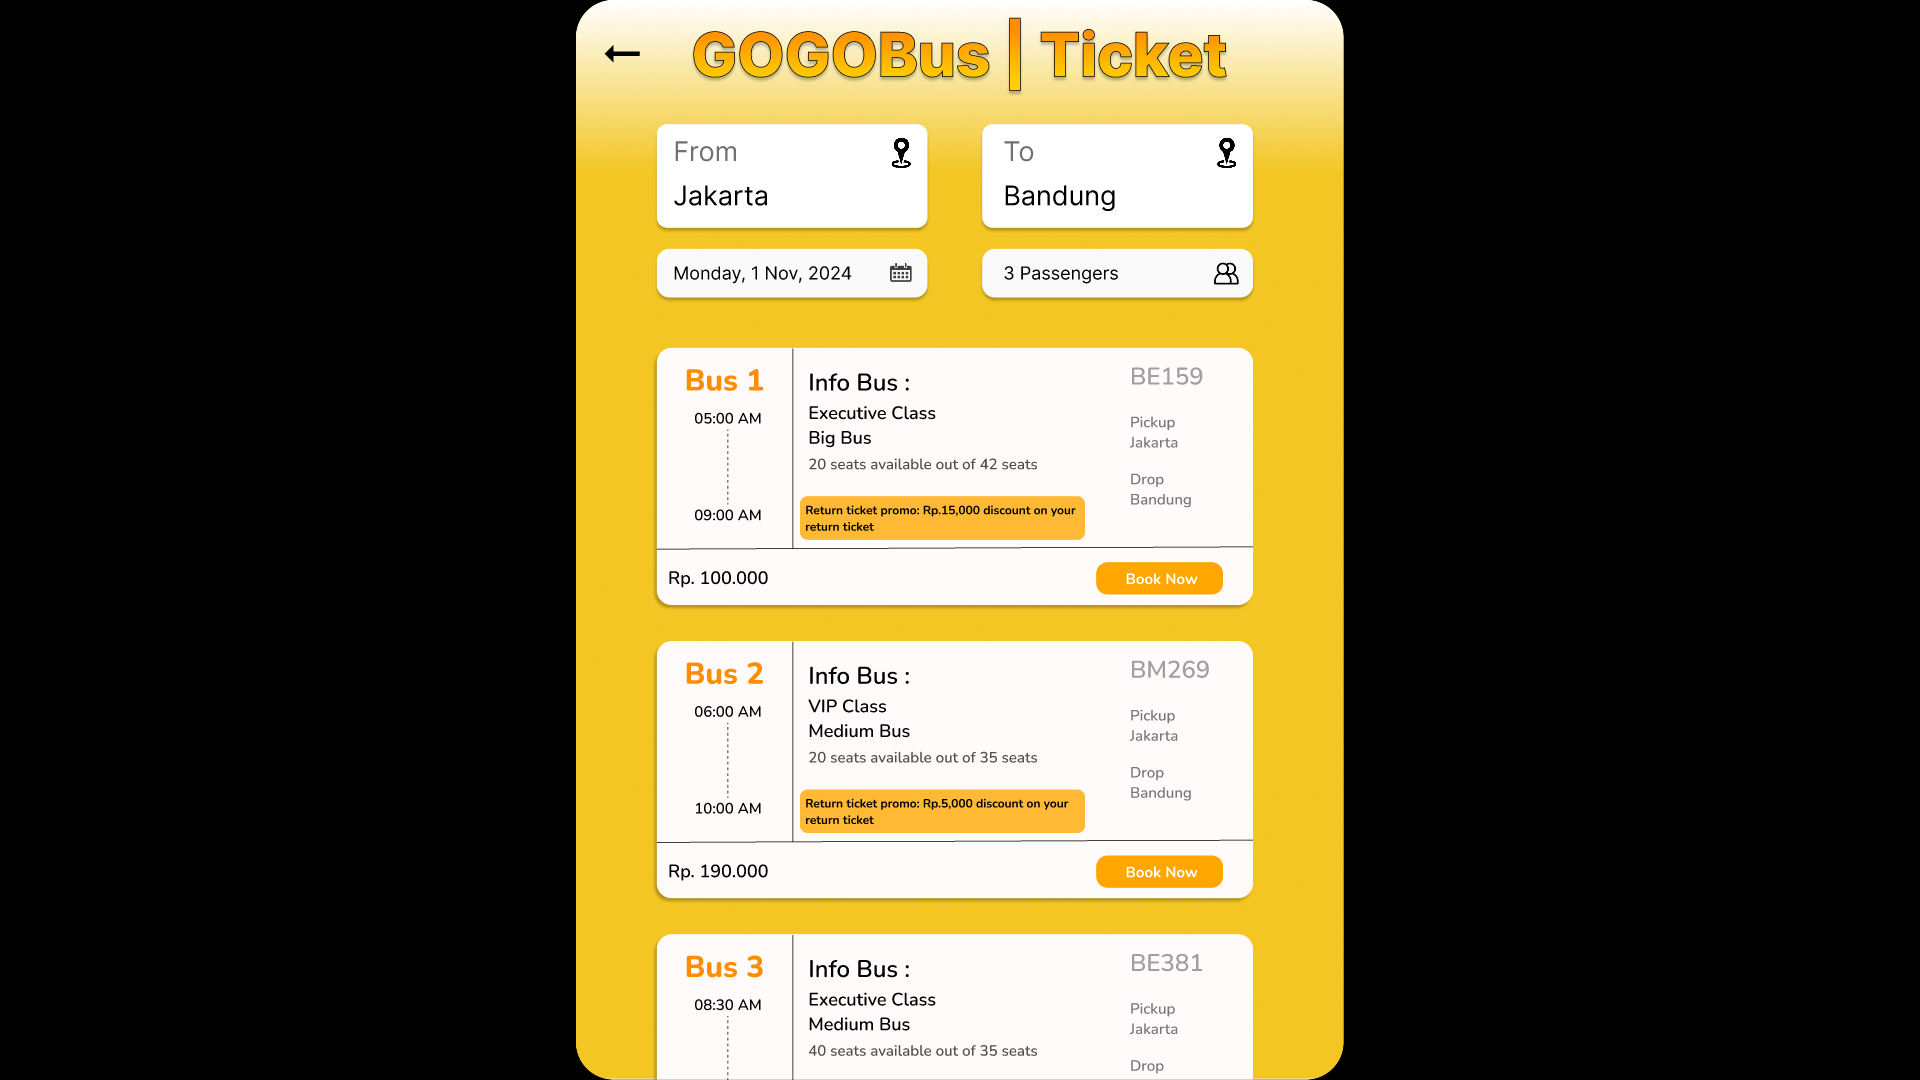 GOGOBus | Ticket
From
Jakarta
To
Bandung
Monday, 1 Nov, 2024
3 Passengers
Bus 1
05:00 AM
09:00 AM
Info Bus :
Executive Class
Big Bus
20 seats available out of 42 seats
Return ticket promo: Rp.15,000 discount on your
return ticket
BE159
Pickup
Jakarta
Drop
Bandung
Rp. 100.000
Book Now
Bus 2
06:00 AM
10:00 AM
Info Bus :
VIP Class
Medium Bus
20 seats available out of 35 seats
Return ticket promo: Rp.5,000 discount on your
return ticket
BM269
Pickup
Jakarta
Drop
Bandung
Rp. 190.000
Book Now
Bus 3
08:30 AM
Info Bus :
Executive Class
Medium Bus
40 seats available out of 35 seats
BE381
Pickup
Jakarta
Drop